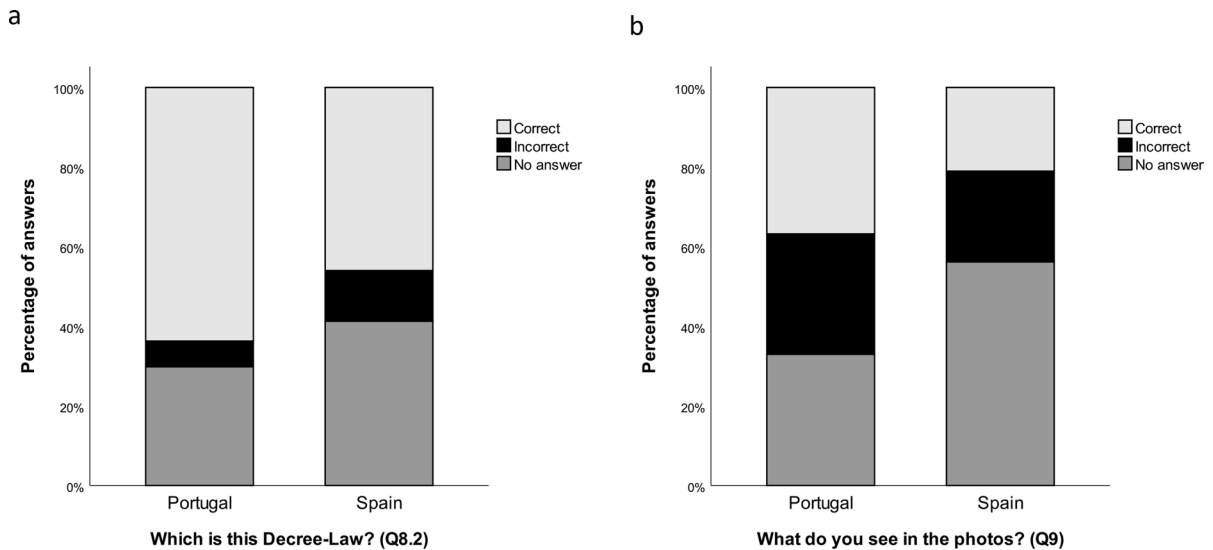 a
100%
80%
60%
40%
20%
0%
Percentage of answers
Portugal Spain
Which is this Decree-Law? (Q8.2)
Correct
Incorrect
No answer
b
100%
80%
60%
40%
20%
0%
Percentage of answers
Portugal Spain
What do you see in the photos? (Q9)
Correct
Incorrect
No answer